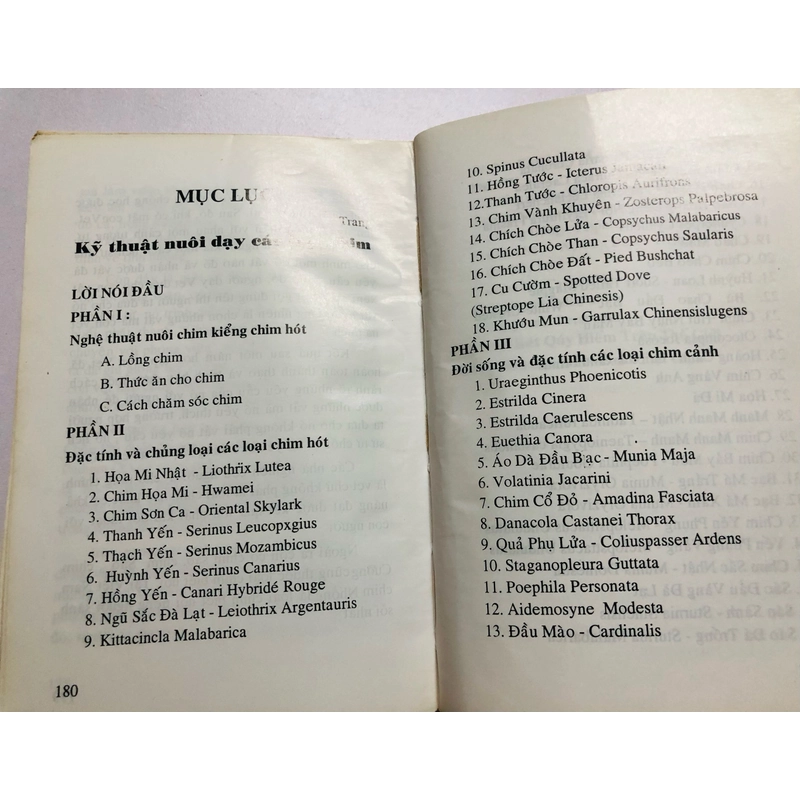 MỤC LỤC
Trang
Kỹ thuật nuôi dạy cá
LỜI NÓI ĐẦU
PHẦN I :
Nghệ thuật nuôi chim kiểng chim hót
A. Lồng chim
B. Thức ăn cho chim
C. Cách chăm sóc chim
PHẦN II
Đặc tính và chủng loại các loại chim hót
1. Họa Mi Nhật - Liothrix Lutea
2. Chim Họa Mi - Hwamei
3. Chim Sơn Ca - Oriental Skylark
4. Thanh Yến - Serinus Leucopxgius
5. Thạch Yến - Serinus Mozambicus
6. Huỳnh Yến - Serinus Canarius
7. Hồng Yến - Canari Hybridé Rouge
8. Ngũ Sắc Đà Lạt - Leiothrix Argentauris
9. Kittacincla Malabarica
180
10. Spinus Cucullata
11. Hồng Tước - Icterus
12.Thanh Tước - Chloropis Aurifrons
13. Chim Vành Khuyên - Zosterops Palpebrosa
14. Chích Chòe Lửa - Copsychus Malabaricus
15. Chích Chòe Than - Copsychus Saularis
16. Chích Chòe Đất - Pied Bushchat
17. Cu Cườm - Spotted Dove
(Streptope Lia Chinesis)
18. Khướu Mun - Garrulax Chinensislugens
PHẦN III
Đời sống và đặc tính các loại chim cảnh
1. Uraeginthus Phoenicotis
2. Estrilda Cinera
3. Estrilda Caerulescens
4. Euethia Canora
5. Áo Dà Đầu Bạc - Munia Maja
6. Volatinia Jacarini
7. Chim Cổ Đỏ - Amadina Fasciata
8. Danacola Castanei Thorax
9. Quả Phụ Lửa - Coliuspasser Ardens
10. Staganopleura Guttata
11. Poephila Personata
12. Aidemosyne Modesta
13. Đầu Mào - Cardinalis